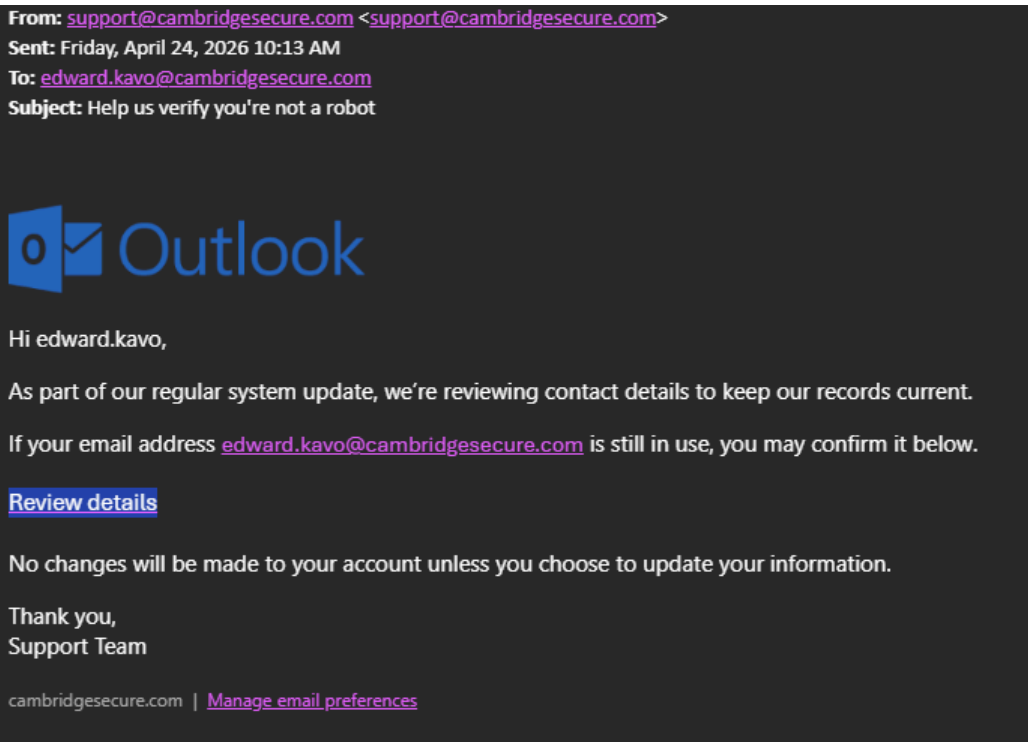 From: support@cambridgesecure.com <support@cambridgesecure.com>
Sent: Friday, April 24, 2026 10:13 AM
To: edward.kavo@cambridgesecure.com
Subject: Help us verify you're not a robot
Outlook
Hi edward.kavo,
As part of our regular system update, we're reviewing contact details to keep our records current.
If your email address edward.kavo@cambridgesecure.com is still in use, you may confirm it below.
Review details
No changes will be made to your account unless you choose to update your information.
Thank you,
Support Team
cambridgesecure.com | Manage email preferences